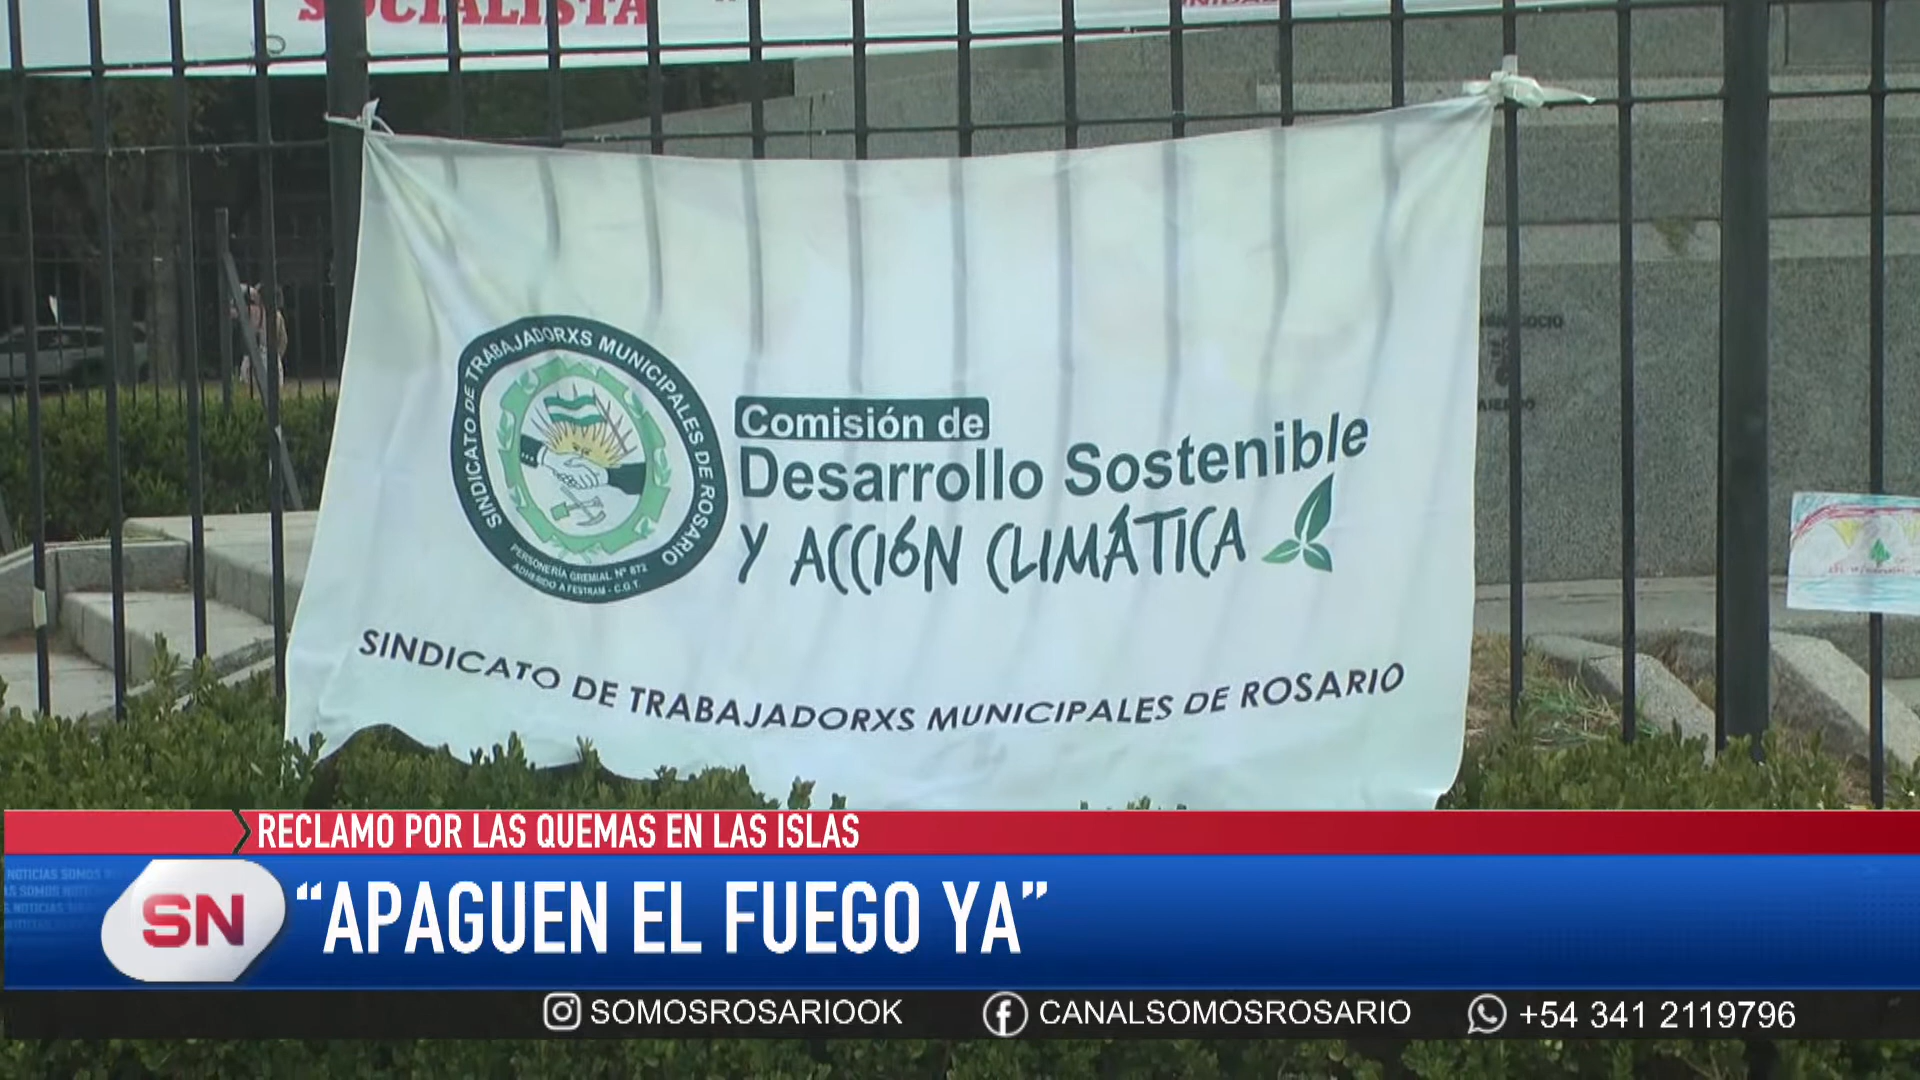 SOCIALISTA
SINDICATO DE TRABAJADORXS MUNICIPALES DE ROSARIO
PERSONERÍA GREMIAL Nº 872
ADHERIDO A FESTRAM - C.G.T.
Comisión de
Desarrollo Sostenible
Y ACCIÓN CLIMÁTICA
SINDICATO DE TRABAJADORXS MUNICIPALES DE ROSARIO
RECLAMO POR LAS QUEMAS EN LAS ISLAS
SN
“APAGUEN EL FUEGO YA”
SOMOSROSARIOOK
CANALSOMOSROSARIO
+54 341 2119796